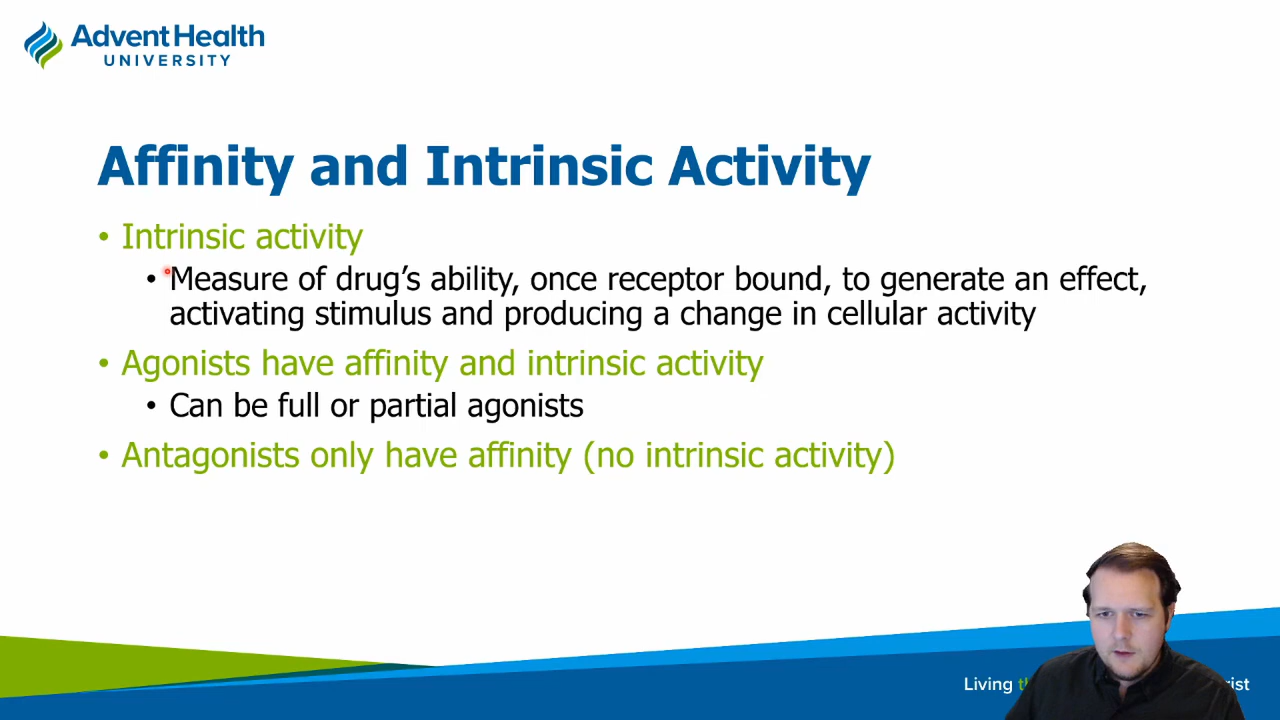 AdventHealth
UNIVERSITY
Affinity and Intrinsic Activity
• Intrinsic activity
• Measure of drug's ability, once receptor bound, to generate an effect,
activating stimulus and producing a change in cellular activity
• Agonists have affinity and intrinsic activity
• Can be full or partial agonists
• Antagonists only have affinity (no intrinsic activity)
Living